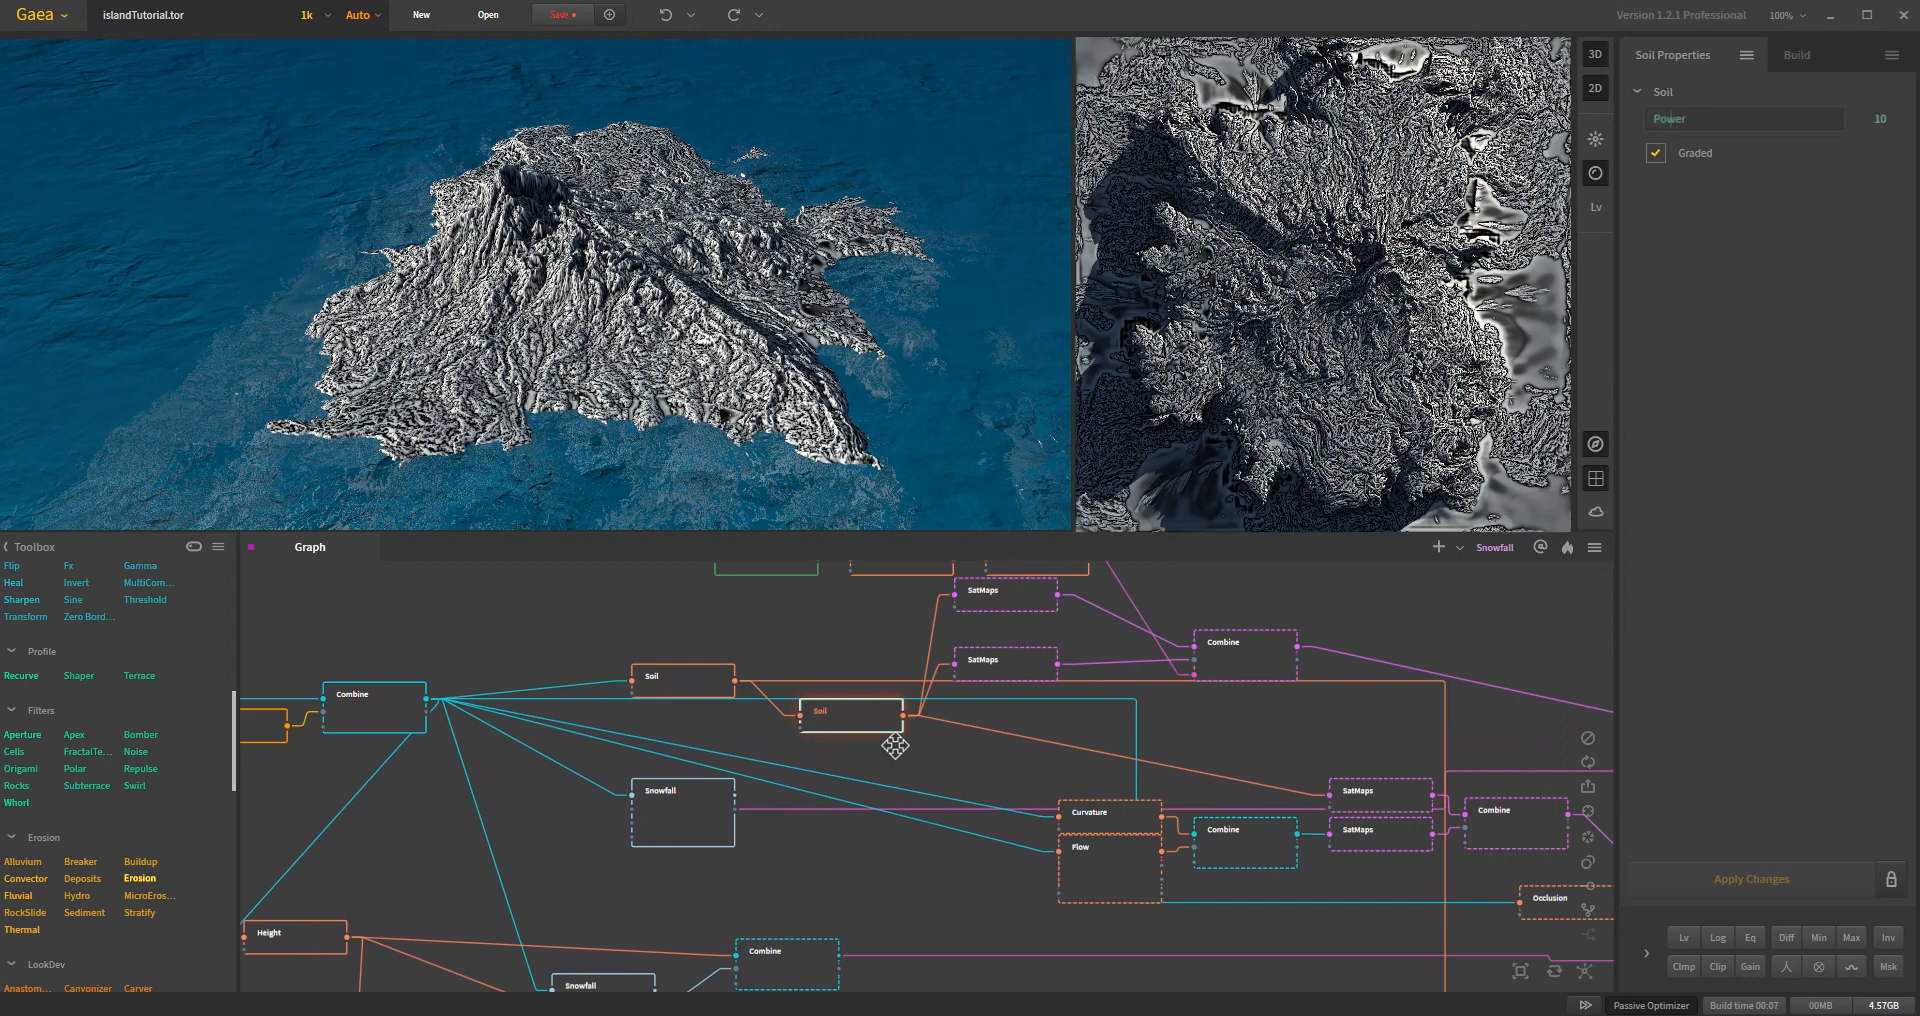 Gaea
islandTutorial.tor
1k
Auto
New
Open
Save
Version 1.2.1 Professional
100%
3D
2D
Lv
Soil Properties
Build
Soil
Power
10
Graded
Toolbox
Graph
Snowfall
Flip Fx Gamma
Heal Invert MultiCom...
Sharpen Sine Threshold
Transform Zero Bord...
Profile
Recurve Shaper Terrace
Filters
Aperture Apex Bomber
Cells FractalTe... Noise
Origami Polar Repulse
Rocks Subterrace Swirl
Whorl
Erosion
Alluvium Breaker Buildup
Convector Deposits Erosion
Fluvial Hydro MicroEros...
RockSlide Sediment Stratify
Thermal
LookDev
Anastom... Canyonizer Carver
SatMaps
Combine
SatMaps
Soil
Combine
Soil
Snowfall
SatMaps
Curvature
Combine
Combine
SatMaps
Flow
Occlusion
Height
Combine
Snowfall
Apply Changes
Lv Log Eq Diff Min Max Inv
Clmp Clip Gain Msk
Passive Optimizer
Build time 00:07
00MB
4.57GB